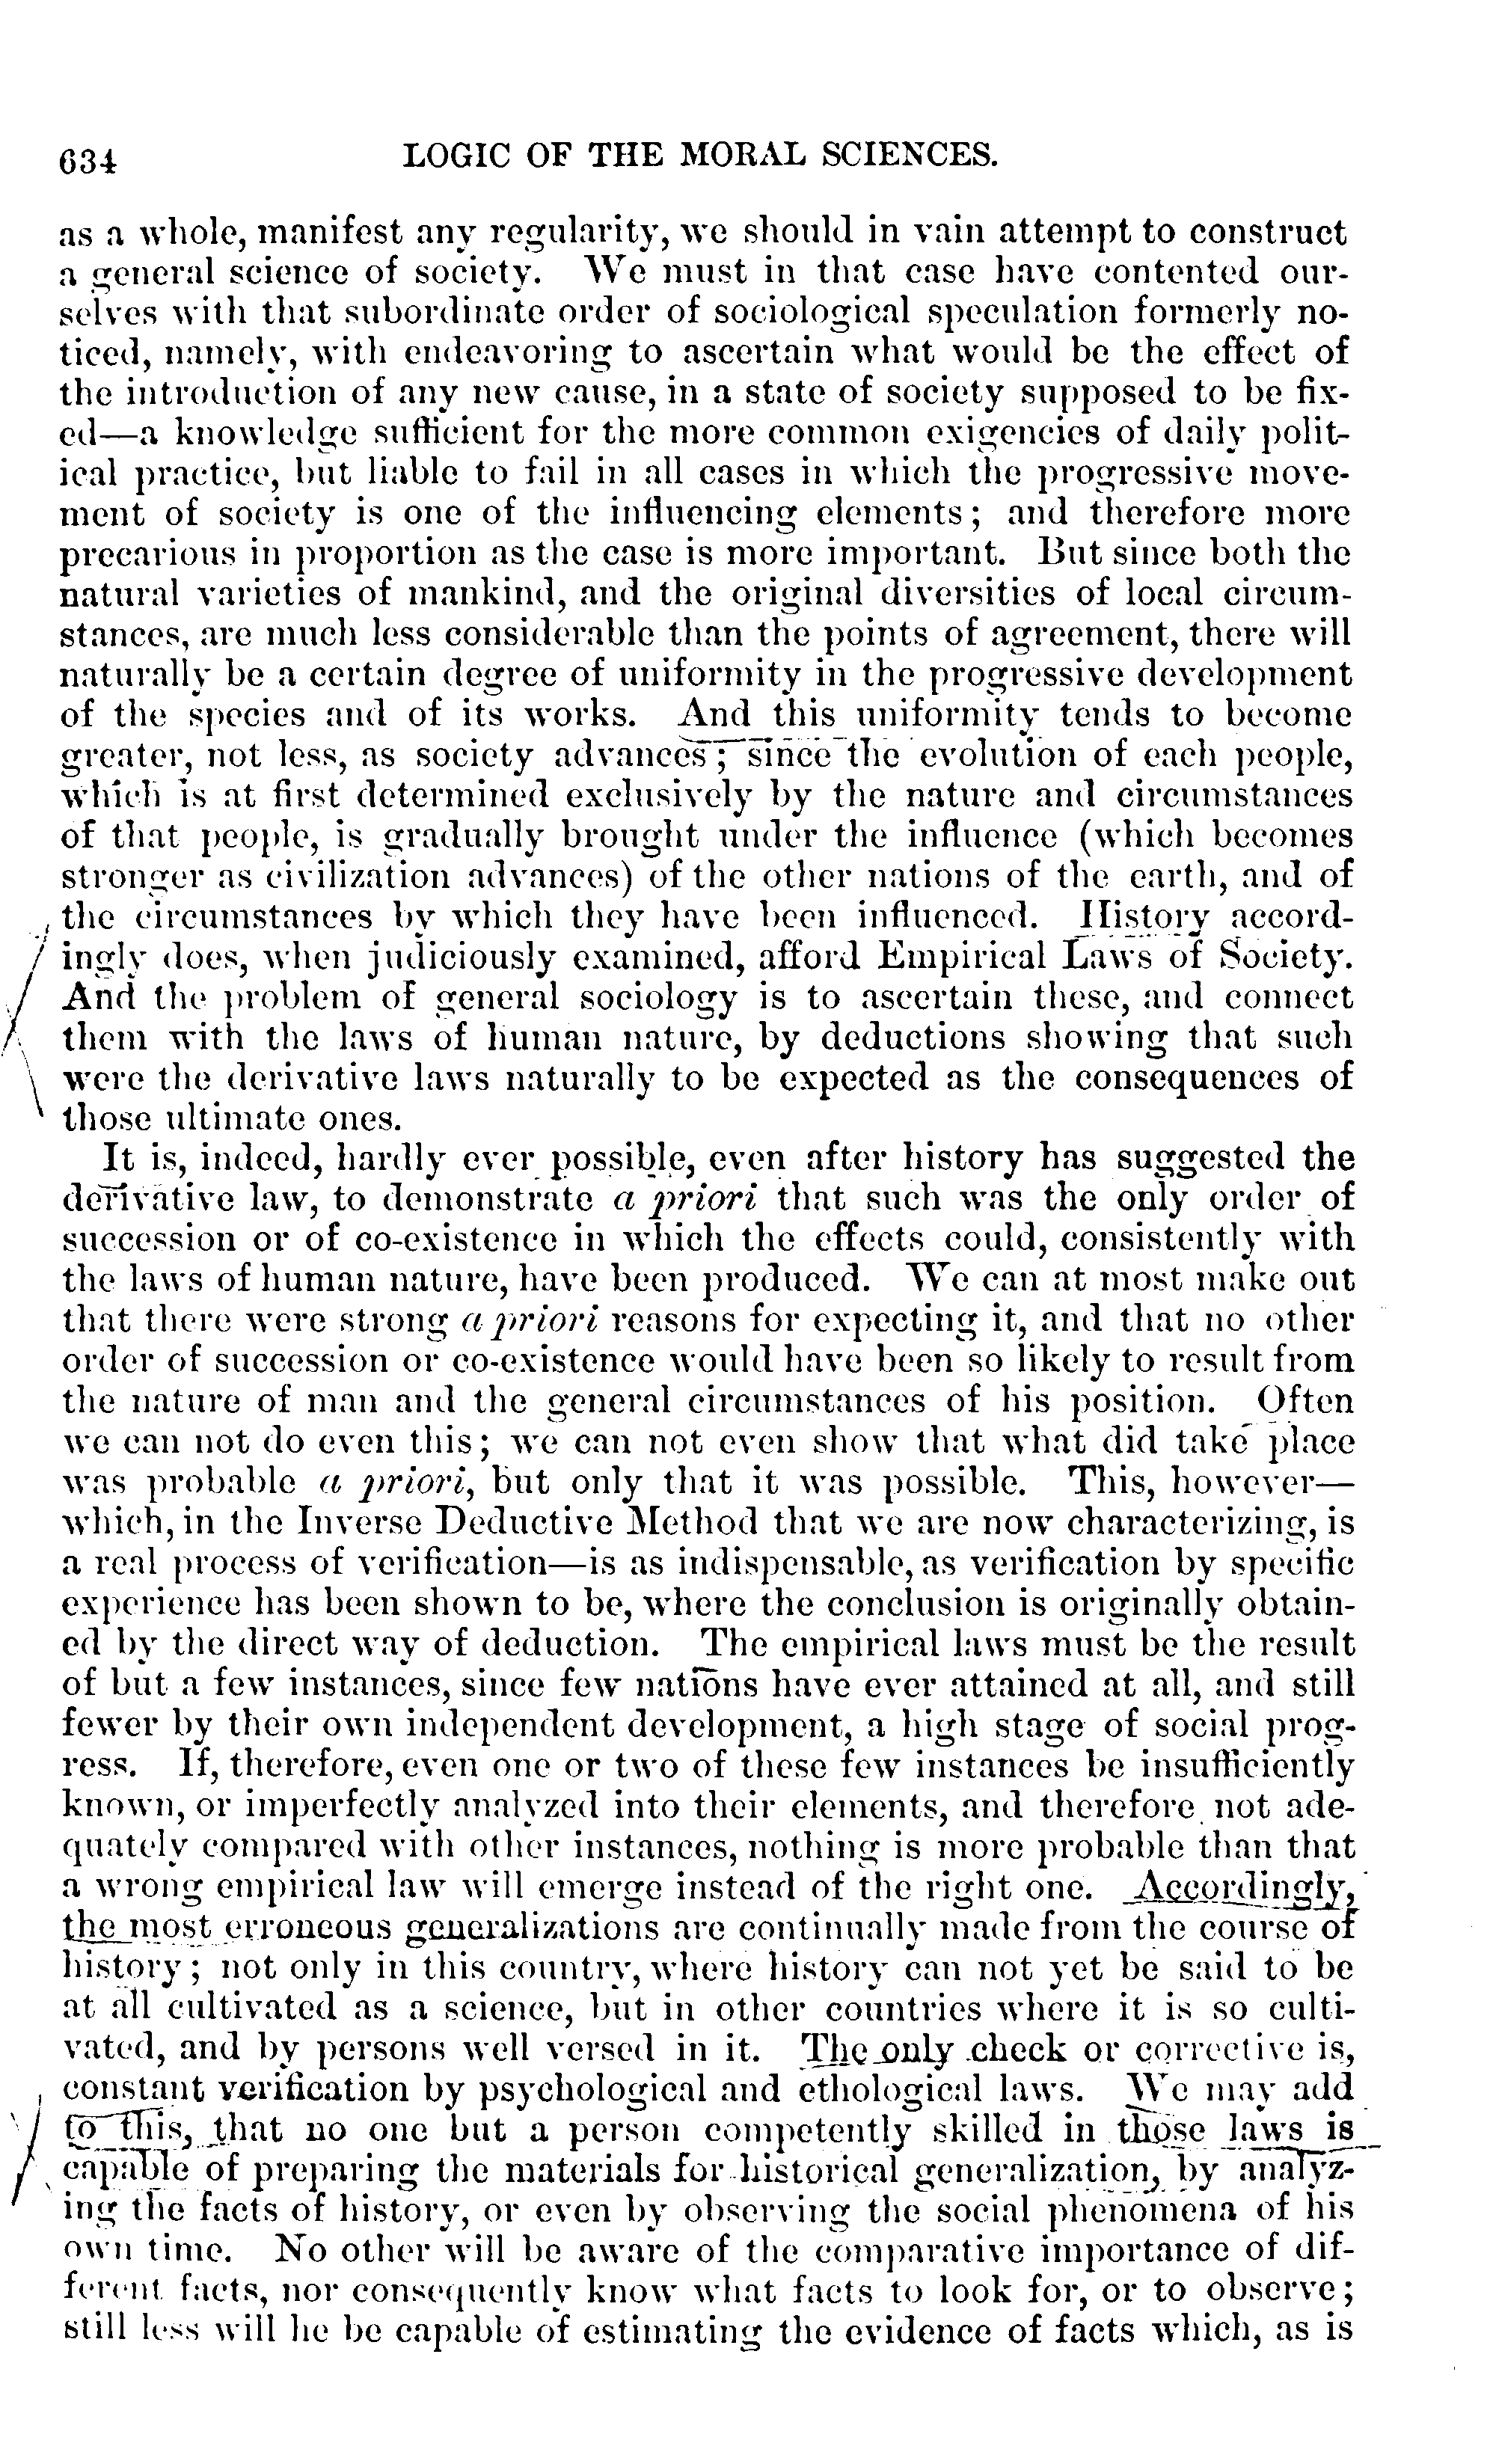 634 LOGIC OF THE MORAL SCIENCES.
as a whole, manifest any regularity, we should in vain attempt to construct
a general science of society. We must in that case have contented our-
selves with that subordinate order of sociological speculation formerly no-
ticed, namely, with endeavoring to ascertain what would be the effect of
the introduction of any new cause, in a state of society supposed to be fix-
ed—a knowledge sufficient for the more common exigencies of daily polit-
ical practice, but liable to fail in all cases in which the progressive move-
ment of society is one of the influencing elements; and therefore more
precarious in proportion as the case is more important. But since both the
natural varieties of mankind, and the original diversities of local circum-
stances, are much less considerable than the points of agreement, there will
naturally be a certain degree of uniformity in the progressive development
of the species and of its works. And this uniformity tends to become
greater, not less, as society advances; since the evolution of each people,
which is at first determined exclusively by the nature and circumstances
of that people, is gradually brought under the influence (which becomes
stronger as civilization advances) of the other nations of the earth, and of
the circumstances by which they have been influenced. History accord-
ingly does, when judiciously examined, afford Empirical Laws of Society.
And the problem of general sociology is to ascertain these, and connect
them with the laws of human nature, by deductions showing that such
were the derivative laws naturally to be expected as the consequences of
those ultimate ones.
It is, indeed, hardly ever possible, even after history has suggested the
derivative law, to demonstrate a priori that such was the only order of
succession or of co-existence in which the effects could, consistently with
the laws of human nature, have been produced. We can at most make out
that there were strong a priori reasons for expecting it, and that no other
order of succession or co-existence would have been so likely to result from
the nature of man and the general circumstances of his position. Often
we can not do even this; we can not even show that what did take place
was probable a priori, but only that it was possible. This, however—
which, in the Inverse Deductive Method that we are now characterizing, is
a real process of verification—is as indispensable, as verification by specific
experience has been shown to be, where the conclusion is originally obtain-
ed by the direct way of deduction. The empirical laws must be the result
of but a few instances, since few nations have ever attained at all, and still
fewer by their own independent development, a high stage of social prog-
ress. If, therefore, even one or two of these few instances be insufficiently
known, or imperfectly analyzed into their elements, and therefore not ade-
quately compared with other instances, nothing is more probable than that
a wrong empirical law will emerge instead of the right one. Accordingly,
the most erroneous generalizations are continually made from the course of
history; not only in this country, where history can not yet be said to be
at all cultivated as a science, but in other countries where it is so culti-
vated, and by persons well versed in it. The only check or corrective is,
constant verification by psychological and ethological laws. We may add
to this, that no one but a person competently skilled in those laws is
capable of preparing the materials for historical generalization, by analyz-
ing the facts of history, or even by observing the social phenomena of his
own time. No other will be aware of the comparative importance of dif-
ferent facts, nor consequently know what facts to look for, or to observe;
still less will he be capable of estimating the evidence of facts which, as is